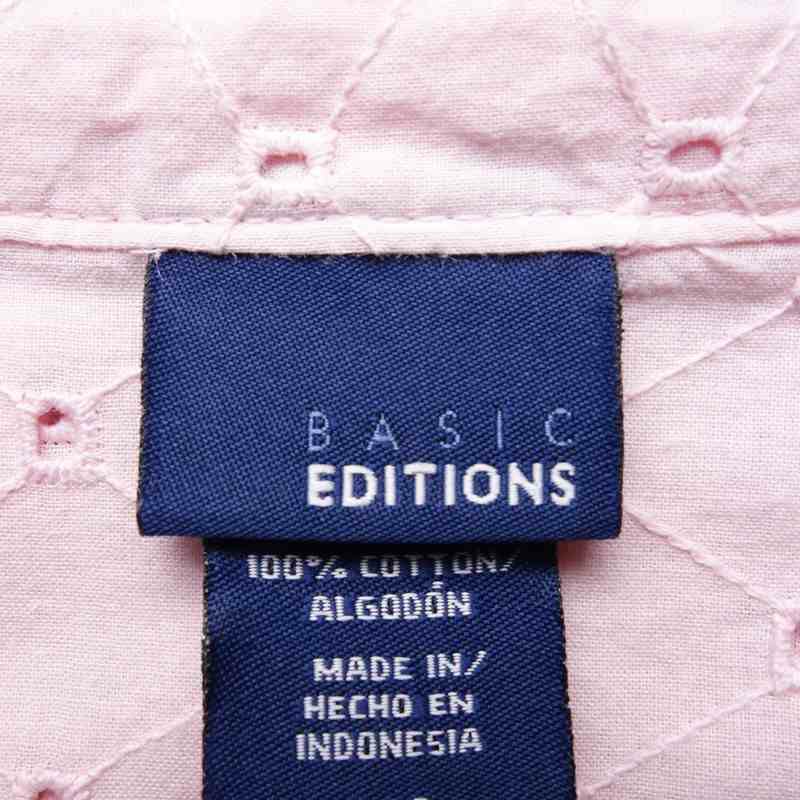 BASIC
EDITIONS
100% COTTON/
ALGODÓN
MADE IN/
HECHO EN
INDONESIA